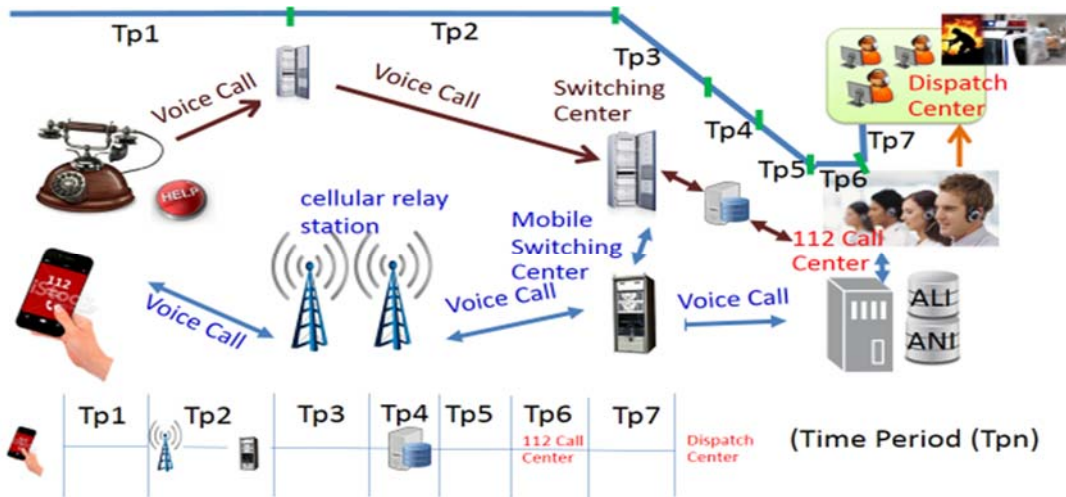 Tp1
Tp2
Tp3
Tp4
Tp5
Tp6
Tp7
Voice Call
Voice Call
Switching
Center
Dispatch
Center
HELP
cellular relay
station
Mobile
Switching
Center
112 Call
Center
112
iStock
Voice Call
Voice Call
Voice Call
ALI
ANI
Tp1 Tp2 Tp3 Tp4 Tp5 Tp6 Tp7
112 Call
Center
Dispatch
Center
(Time Period (Tpn)